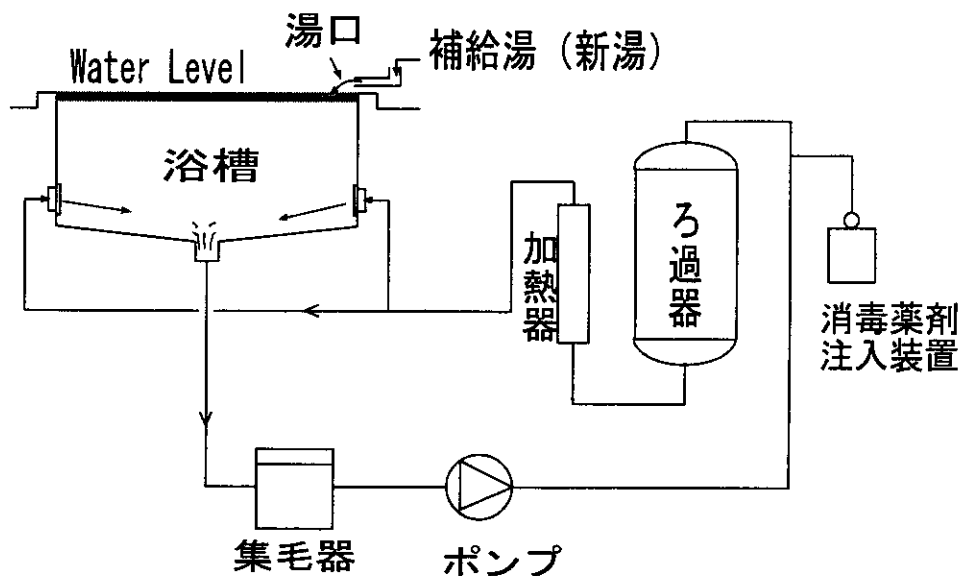 湯口
補給湯（新湯）
Water Level
浴槽
加熱器
ろ過器
消毒薬剤
注入装置
集毛器
ポンプ